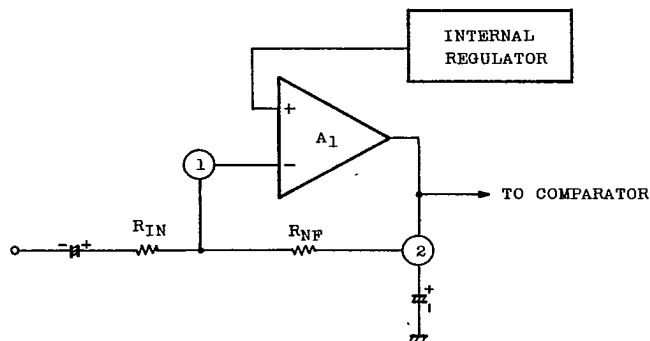 INTERNAL
REGULATOR
+
A1
1
−
TO COMPARATOR
− +
RIN
RNF
2
+
−